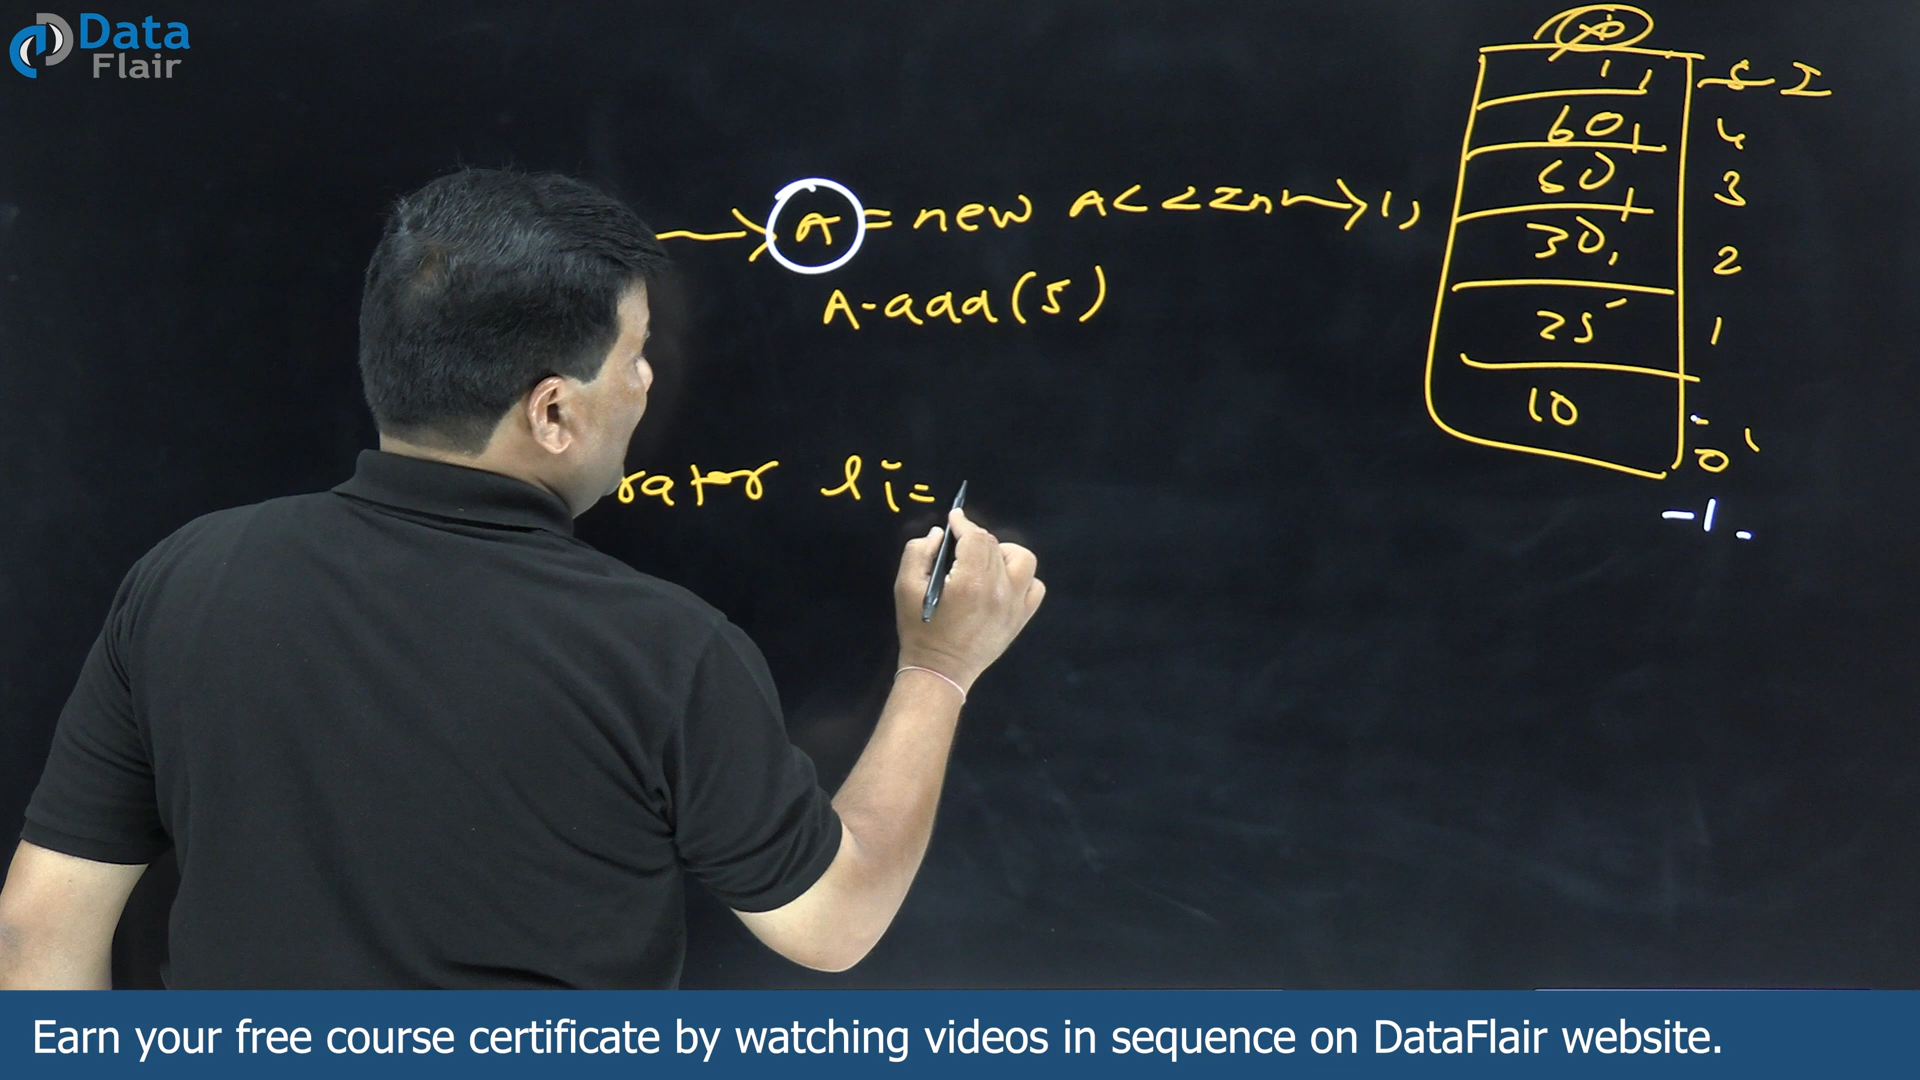 Data
Flair
A = new A<<<Int>>(),
A.add(5)
rator li=
60, 4
60, 3
30, 2
25 1
10 0
-1
Earn your free course certificate by watching videos in sequence on DataFlair website.